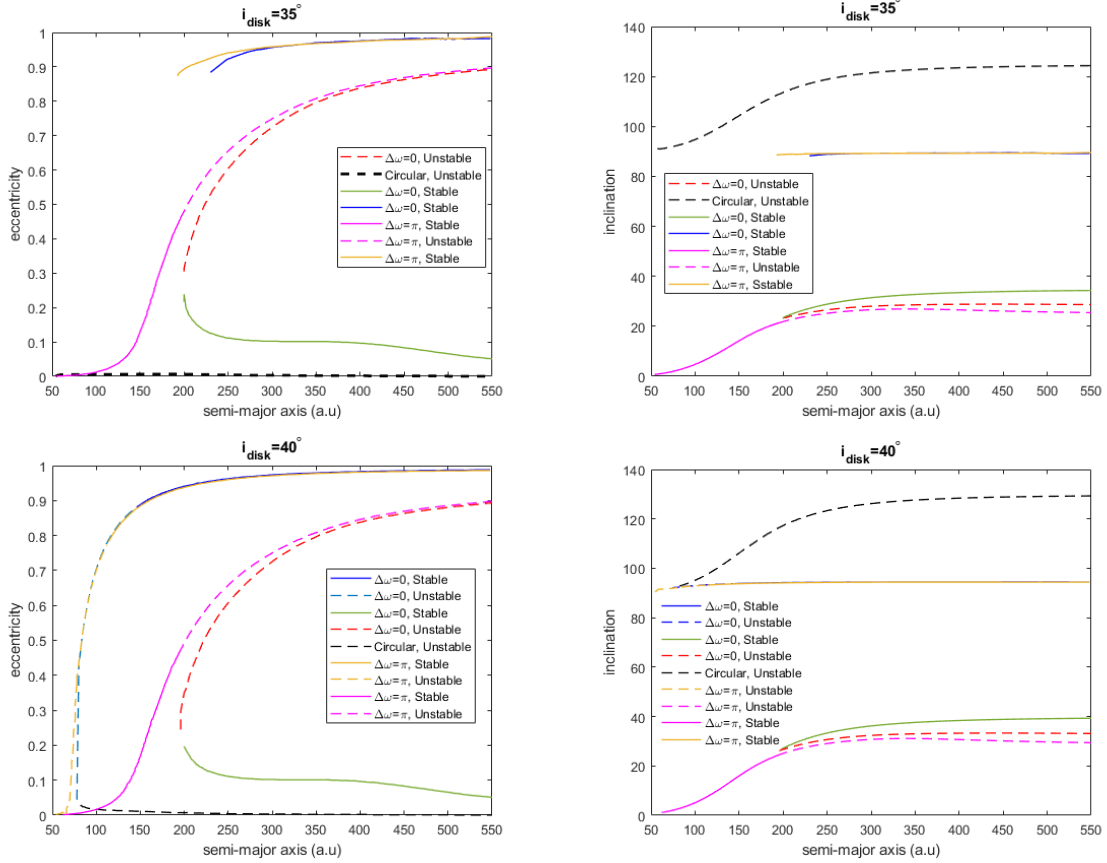 i_disk=35°
1
0.9
0.8
0.7
0.6
0.5
0.4
0.3
0.2
0.1
0
eccentricity
Δω=0, Unstable
Circular, Unstable
Δω=0, Stable
Δω=0, Stable
Δω=π, Stable
Δω=π, Unstable
Δω=π, Stable
50 100 150 200 250 300 350 400 450 500 550
semi-major axis (a.u)
i_disk=35°
140
120
100
80
60
40
20
0
inclination
Δω=0, Unstable
Circular, Unstable
Δω=0, Stable
Δω=0, Stable
Δω=π, Stable
Δω=π, Unstable
Δω=π, Sstable
50 100 150 200 250 300 350 400 450 500 550
semi-major axis (a.u)
i_disk=40°
1
0.9
0.8
0.7
0.6
0.5
0.4
0.3
0.2
0.1
0
eccentricity
Δω=0, Stable
Δω=0, Unstable
Δω=0, Stable
Δω=0, Unstable
Circular, Unstable
Δω=π, Stable
Δω=π, Unstable
Δω=π, Stable
Δω=π, Unstable
50 100 150 200 250 300 350 400 450 500 550
semi-major axis (a.u)
i_disk=40°
140
120
100
80
60
40
20
0
inclination
Δω=0, Stable
Δω=0, Unstable
Δω=0, Stable
Δω=0, Unstable
Circular, Unstable
Δω=π, Unstable
Δω=π, Unstable
Δω=π, Stable
Δω=π, Stable
50 100 150 200 250 300 350 400 450 500 550
semi-major axis (a.u)